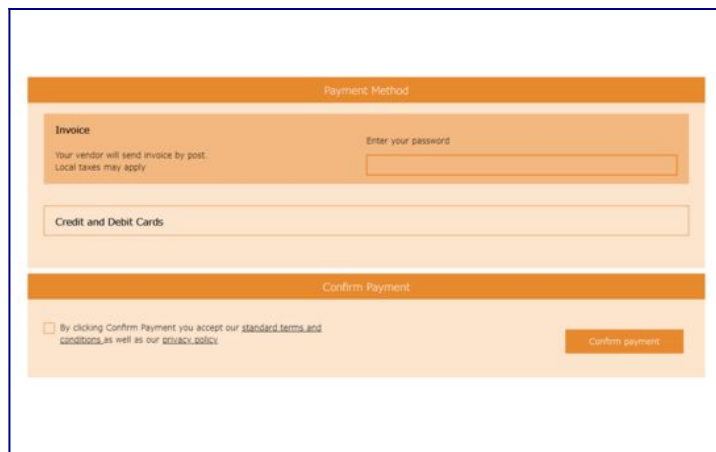 Payment Method
Invoice
Your vendor will send invoice by post.
Local taxes may apply
Enter your password
Credit and Debit Cards
Confirm Payment
By clicking Confirm Payment you accept our standard terms and
conditions as well as our privacy policy
Confirm payment